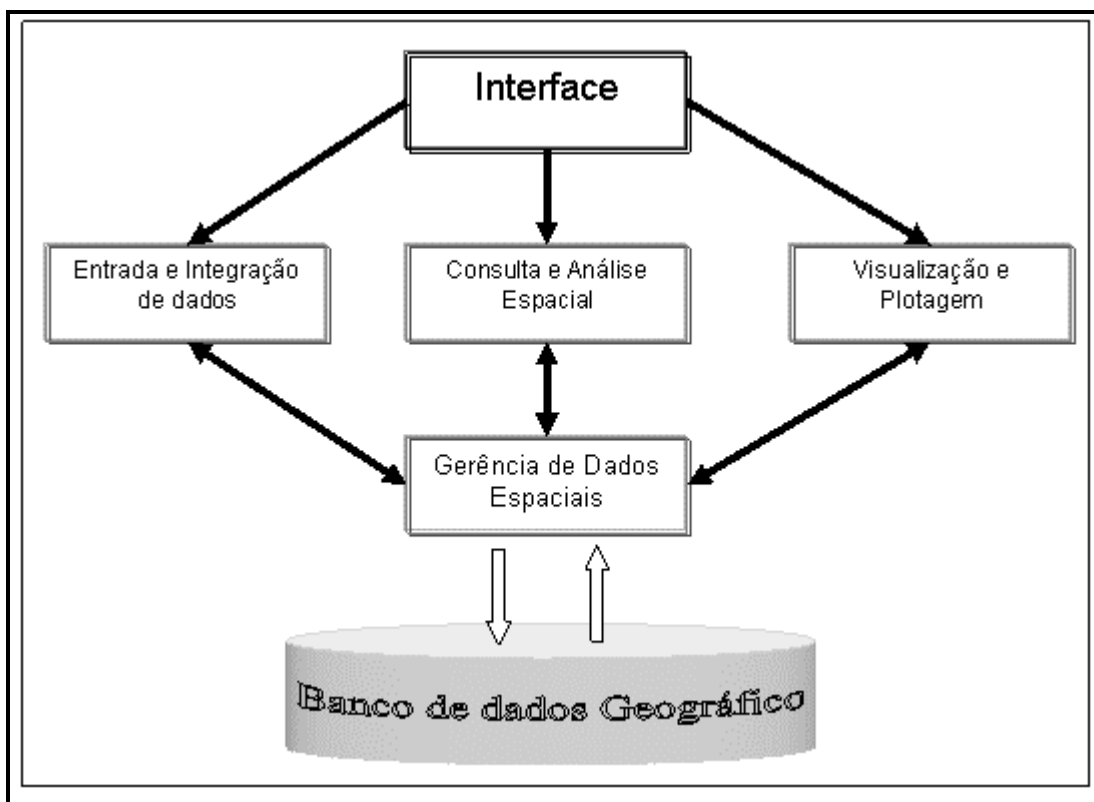 Interface
Entrada e Integração
de dados
Consulta e Análise
Espacial
Visualização e
Plotagem
Gerência de Dados
Espaciais
Banco de dados Geográfico